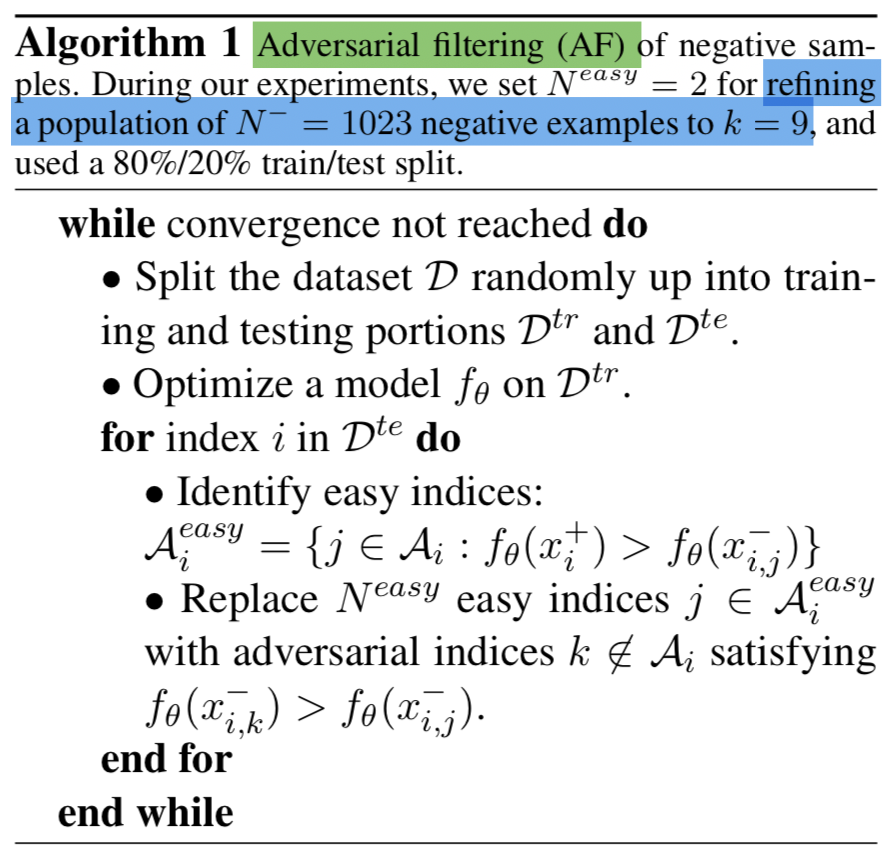 Algorithm 1 Adversarial filtering (AF) of negative sam-
ples. During our experiments, we set N^{easy} = 2 for refining
a population of N^- = 1023 negative examples to k = 9, and
used a 80%/20% train/test split.
while convergence not reached do
• Split the dataset 𝒟 randomly up into train-
ing and testing portions 𝒟^{tr} and 𝒟^{te}.
• Optimize a model f_θ on 𝒟^{tr}.
for index i in 𝒟^{te} do
• Identify easy indices:
𝒜_i^{easy} = {j ∈ 𝒜_i : f_θ(x_i^+) > f_θ(x_{i,j}^-)}
• Replace N^{easy} easy indices j ∈ 𝒜_i^{easy}
with adversarial indices k ∉ 𝒜_i satisfying
f_θ(x_{i,k}^-) > f_θ(x_{i,j}^-).
end for
end while